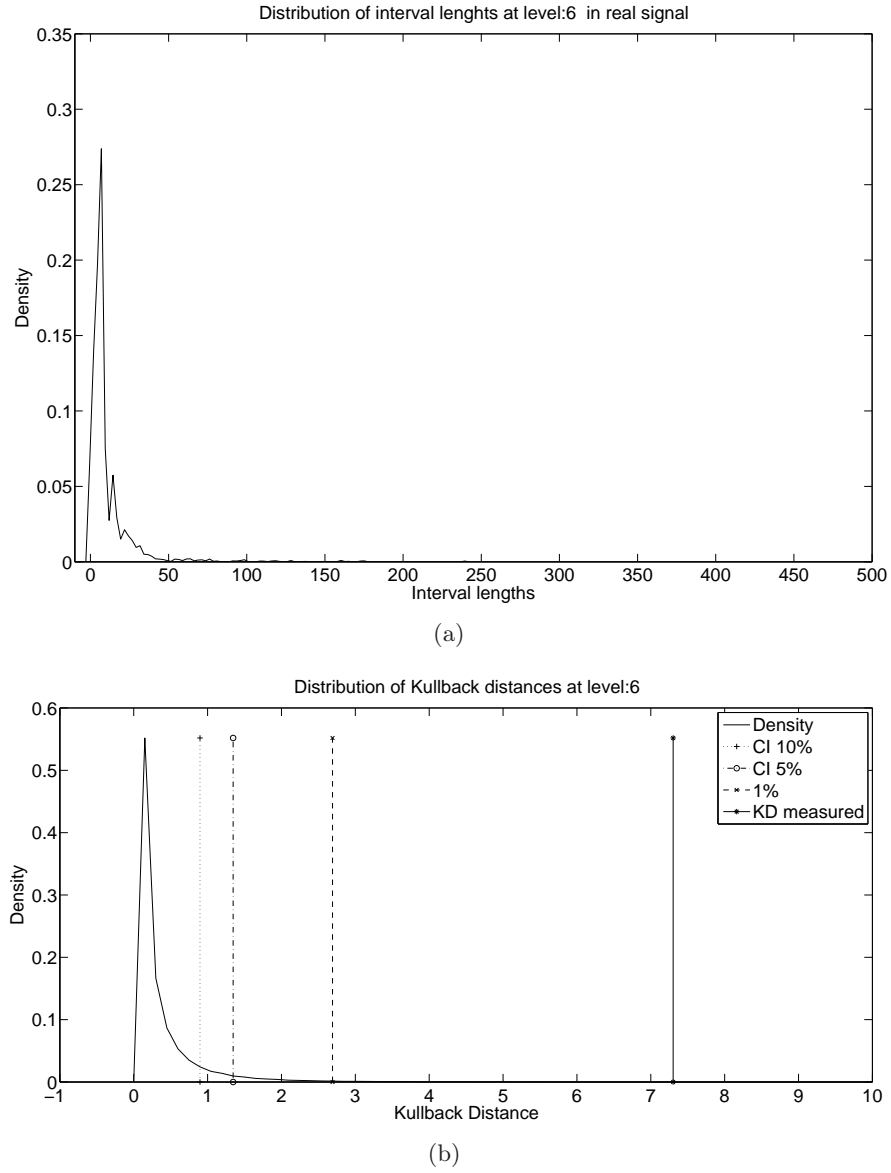 Distribution of interval lenghts at level:6 in real signal
0.35
0.3
0.25
0.2
0.15
0.1
0.05
0
Density
0 50 100 150 200 250 300 350 400 450 500
Interval lengths
(a)
Distribution of Kullback distances at level:6
0.6
0.5
0.4
0.3
0.2
0.1
0
Density
Density
CI 10%
CI 5%
1%
KD measured
−1 0 1 2 3 4 5 6 7 8 9 10
Kullback Distance
(b)